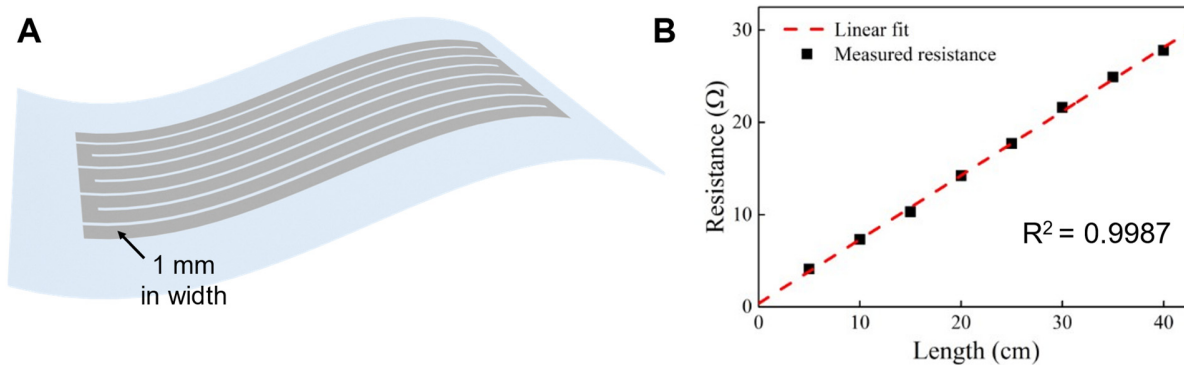 A
1 mm
in width
B
Linear fit
Measured resistance
Resistance (Ω)
30
20
10
0
R² = 0.9987
0 10 20 30 40
Length (cm)